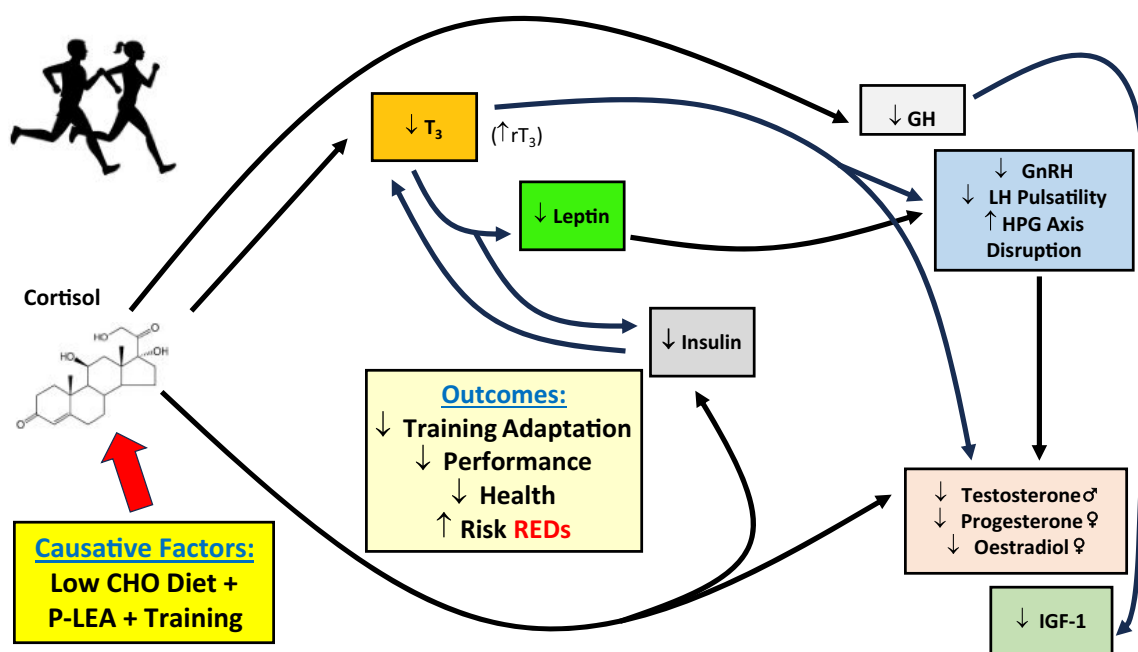 ↓ GH
↓ T₃
(↑rT₃)
↓ GnRH
↓ LH Pulsatility
↑ HPG Axis
Disruption
↓ Leptin
Cortisol
HO
O
HO
OH
O
↓ Insulin
Outcomes:
↓ Training Adaptation
↓ Performance
↓ Health
↑ Risk REDs
↓ Testosterone♂
↓ Progesterone♀
↓ Oestradiol♀
Causative Factors:
Low CHO Diet +
P-LEA + Training
↓ IGF-1